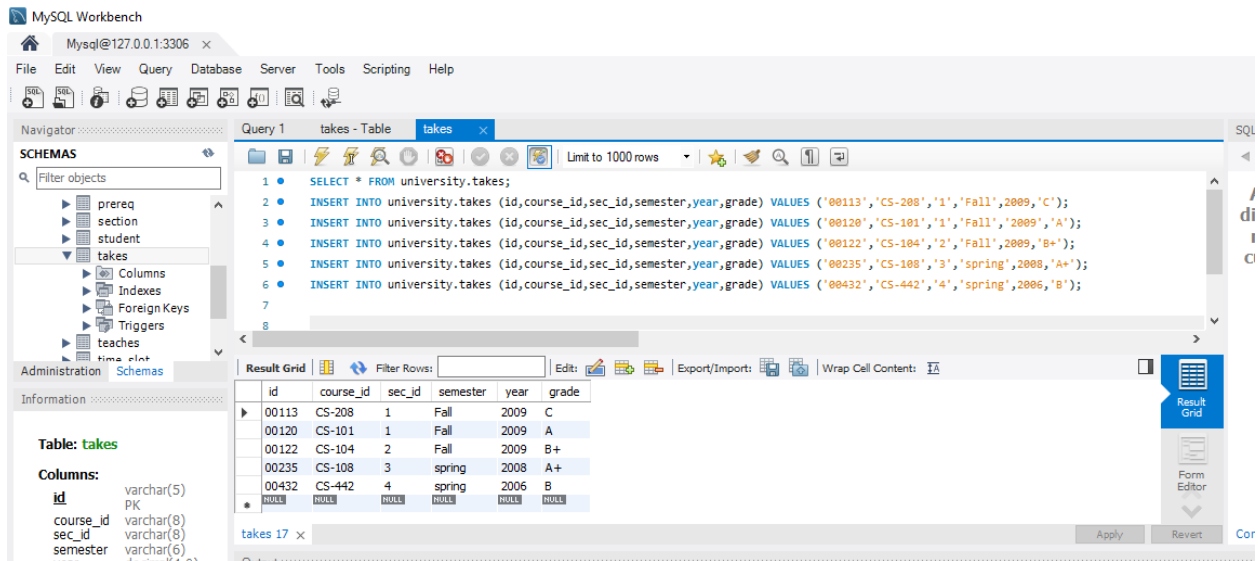 MySQL Workbench
Mysql@127.0.0.1:3306
File Edit View Query Database Server Tools Scripting Help
Navigator
SCHEMAS
Filter objects
prereq
section
student
takes
Columns
Indexes
Foreign Keys
Triggers
teaches
time_slot
Administration Schemas
Information
Table: takes
Columns:
id varchar(5)
PK
course_id varchar(8)
sec_id varchar(8)
semester varchar(6)
Query 1 takes - Table takes
Limit to 1000 rows
1 SELECT * FROM university.takes;
2 INSERT INTO university.takes (id,course_id,sec_id,semester,year,grade) VALUES ('00113','CS-208','1','Fall',2009,'C');
3 INSERT INTO university.takes (id,course_id,sec_id,semester,year,grade) VALUES ('00120','CS-101','1','Fall','2009','A');
4 INSERT INTO university.takes (id,course_id,sec_id,semester,year,grade) VALUES ('00122','CS-104','2','Fall',2009,'B+');
5 INSERT INTO university.takes (id,course_id,sec_id,semester,year,grade) VALUES ('00235','CS-108','3','spring',2008,'A+');
6 INSERT INTO university.takes (id,course_id,sec_id,semester,year,grade) VALUES ('00432','CS-442','4','spring',2006,'B');
7
8
Result Grid Filter Rows: Edit: Export/Import: Wrap Cell Content:
id course_id sec_id semester year grade
00113 CS-208 1 Fall 2009 C
00120 CS-101 1 Fall 2009 A
00122 CS-104 2 Fall 2009 B+
00235 CS-108 3 spring 2008 A+
00432 CS-442 4 spring 2006 B
NULL NULL NULL NULL NULL NULL
takes 17
Apply Revert
Result
Grid
Form
Editor
SQL